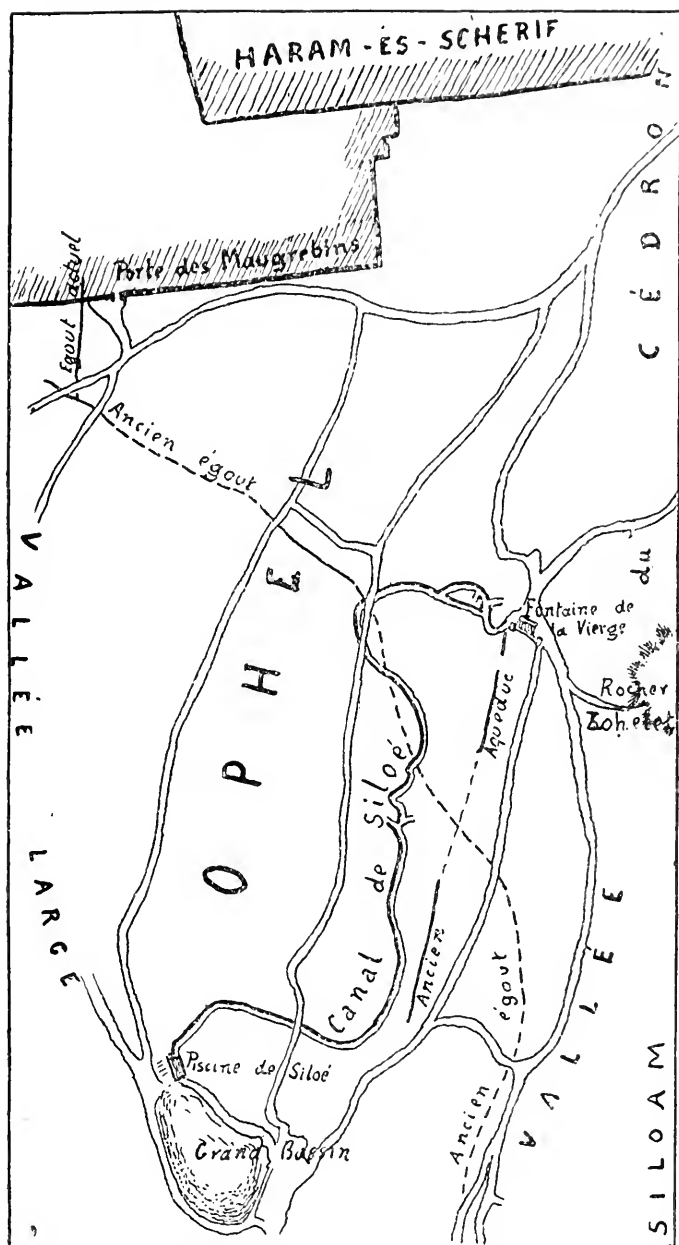 HARAM-ES-SCHERIF
CÉDRON
Porte des Maugrebins
Egout actuel
Ancien égout
VALLÉE
LARGE
OPHEL
du
Fontaine de
la Vierge
Rocher
Zoheleh
Aqueduc
Ancien
Canal de Siloé
égout
Ancien
VALLÉE
Piscine de Siloé
Grand Bassin
SILOAM